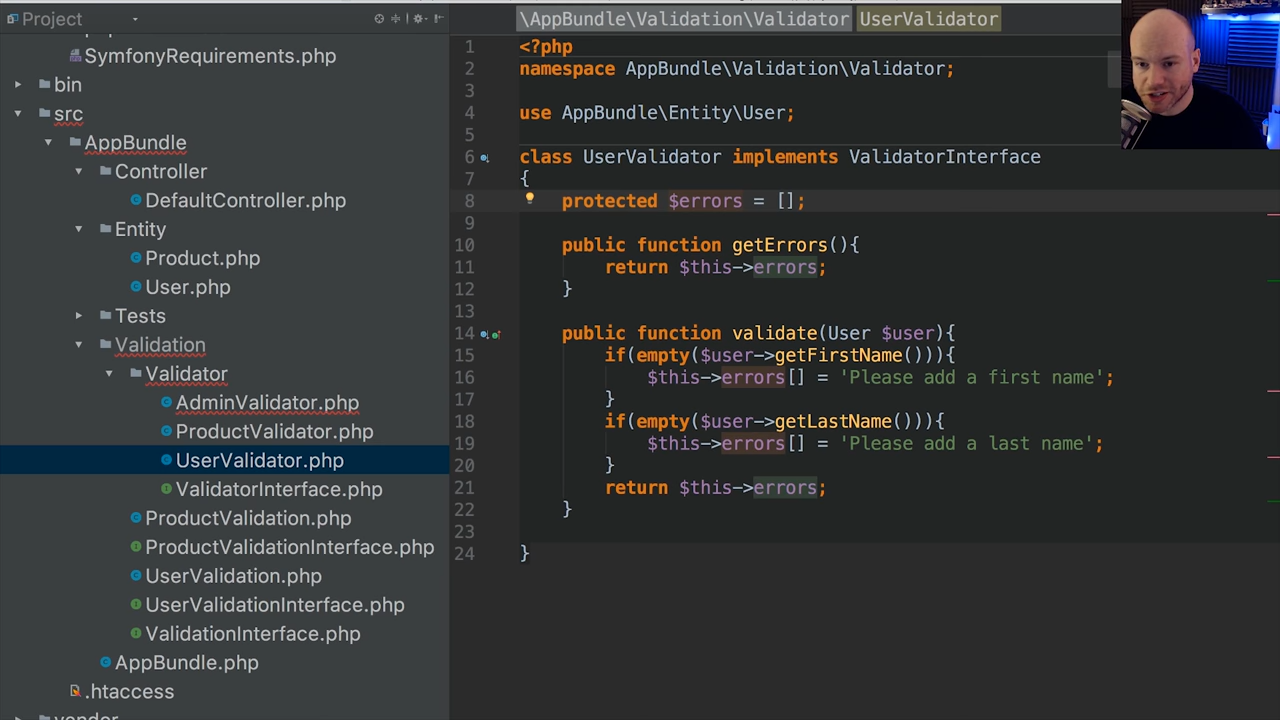 Project
SymfonyRequirements.php
bin
src
AppBundle
Controller
DefaultController.php
Entity
Product.php
User.php
Tests
Validation
Validator
AdminValidator.php
ProductValidator.php
UserValidator.php
ValidatorInterface.php
ProductValidation.php
ProductValidationInterface.php
UserValidation.php
UserValidationInterface.php
ValidationInterface.php
AppBundle.php
.htaccess
vendor
\AppBundle\Validation\Validator UserValidator
1 <?php
2 namespace AppBundle\Validation\Validator;
3
4 use AppBundle\Entity\User;
5
6 class UserValidator implements ValidatorInterface
7 {
8 protected $errors = [];
9
10 public function getErrors(){
11 return $this->errors;
12 }
13
14 public function validate(User $user){
15 if(empty($user->getFirstName())){
16 $this->errors[] = 'Please add a first name';
17 }
18 if(empty($user->getLastName())){
19 $this->errors[] = 'Please add a last name';
20 }
21 return $this->errors;
22 }
23
24 }